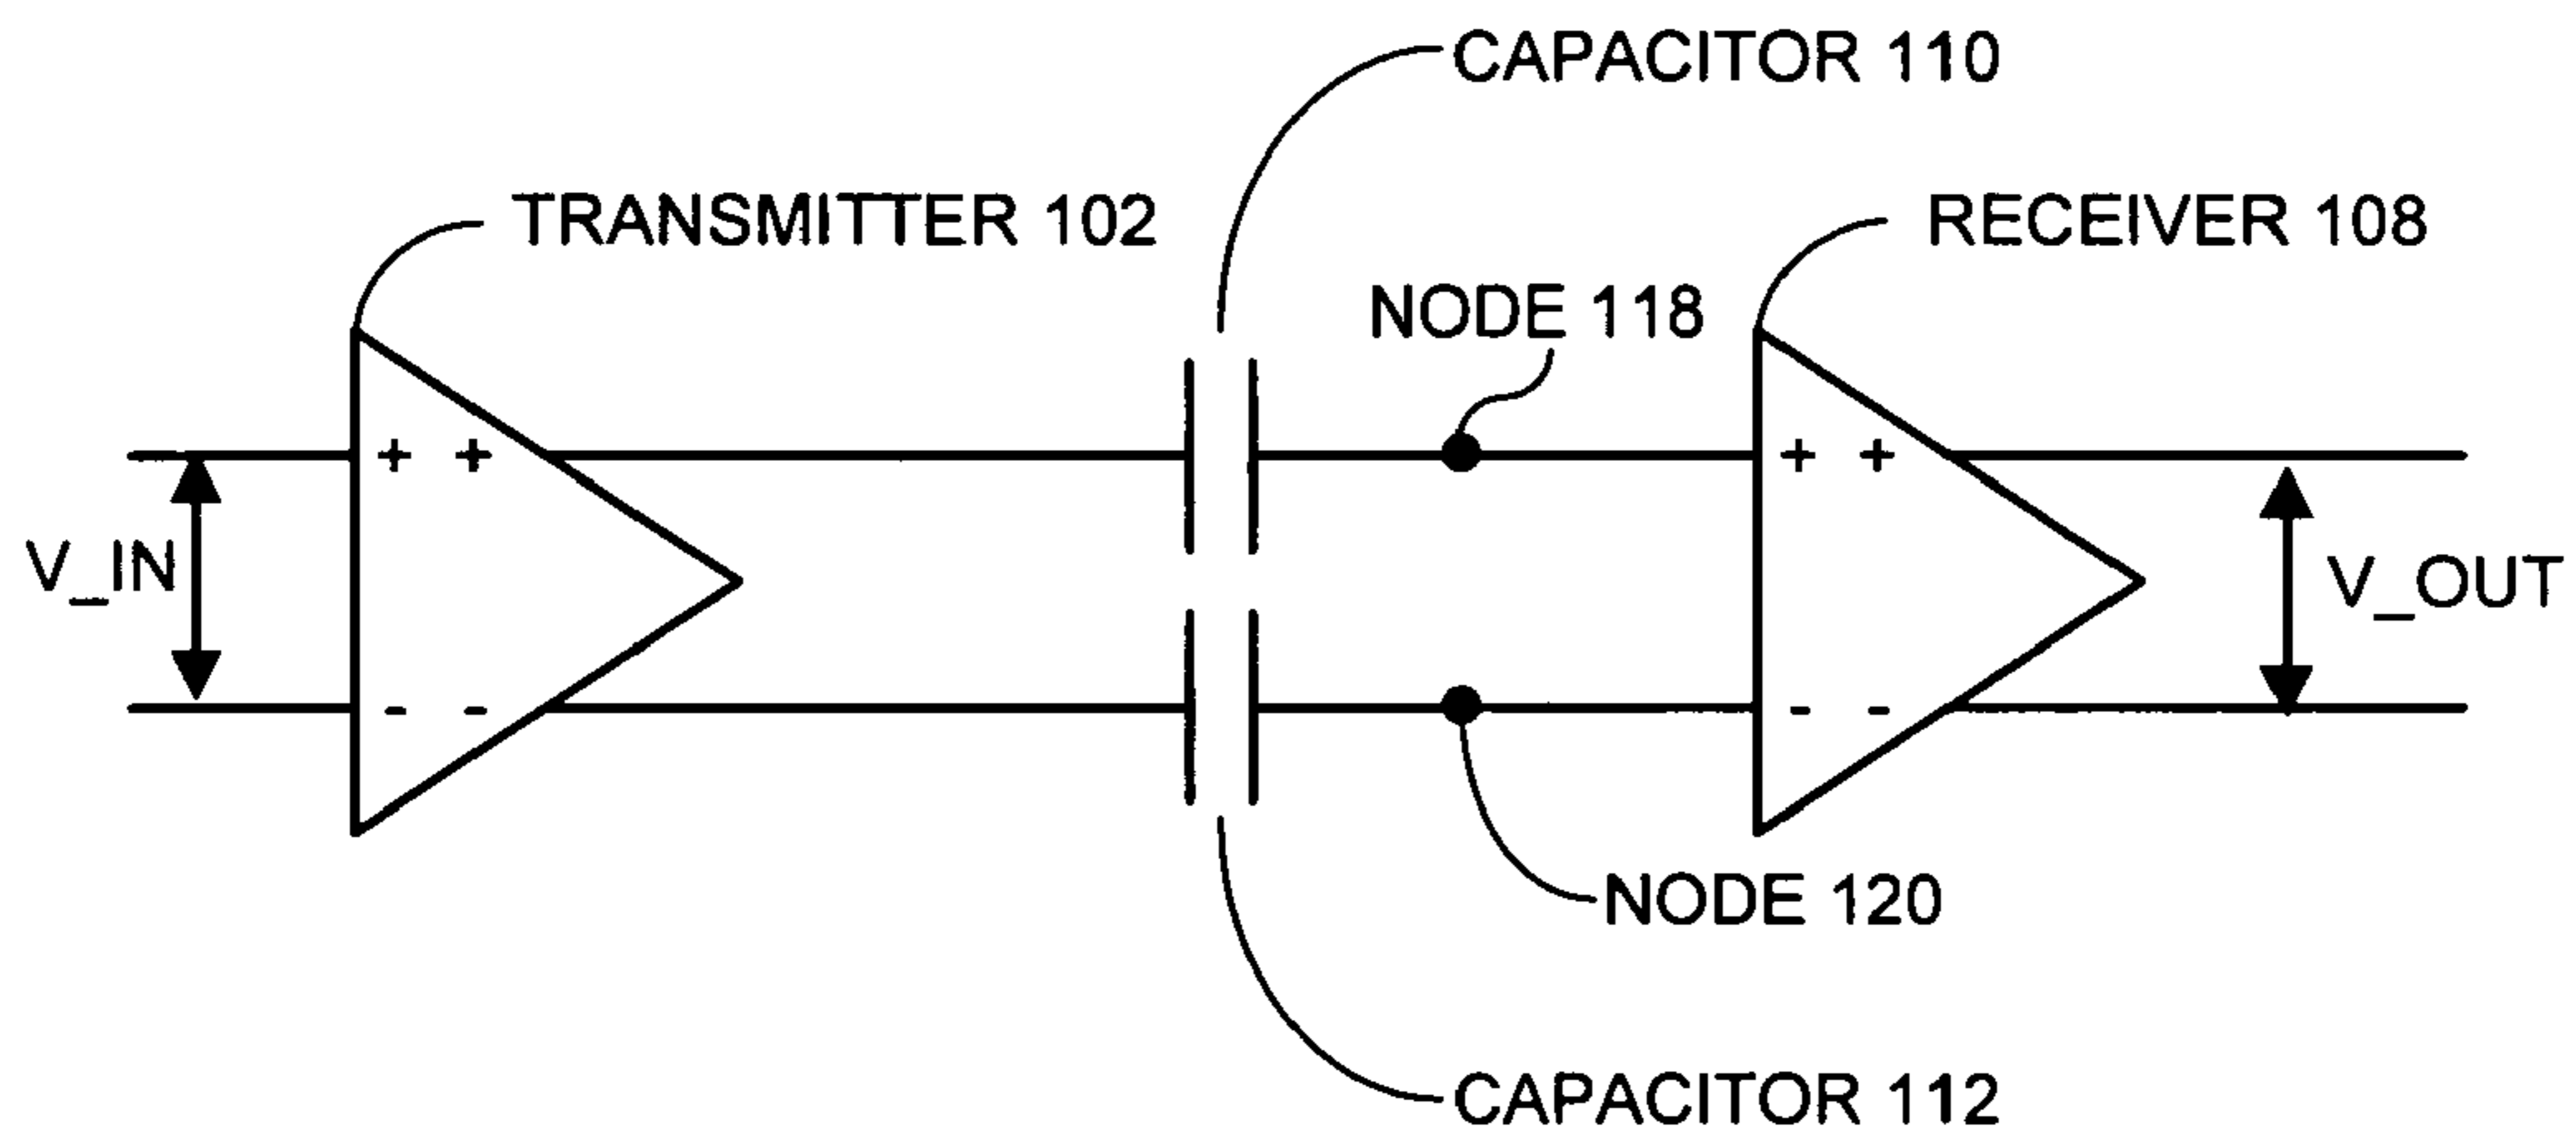 CAPACITOR 110
TRANSMITTER 102
RECEIVER 108
NODE 118
+ +
+ +
V_IN
V_OUT
- -
- -
NODE 120
CAPACITOR 112